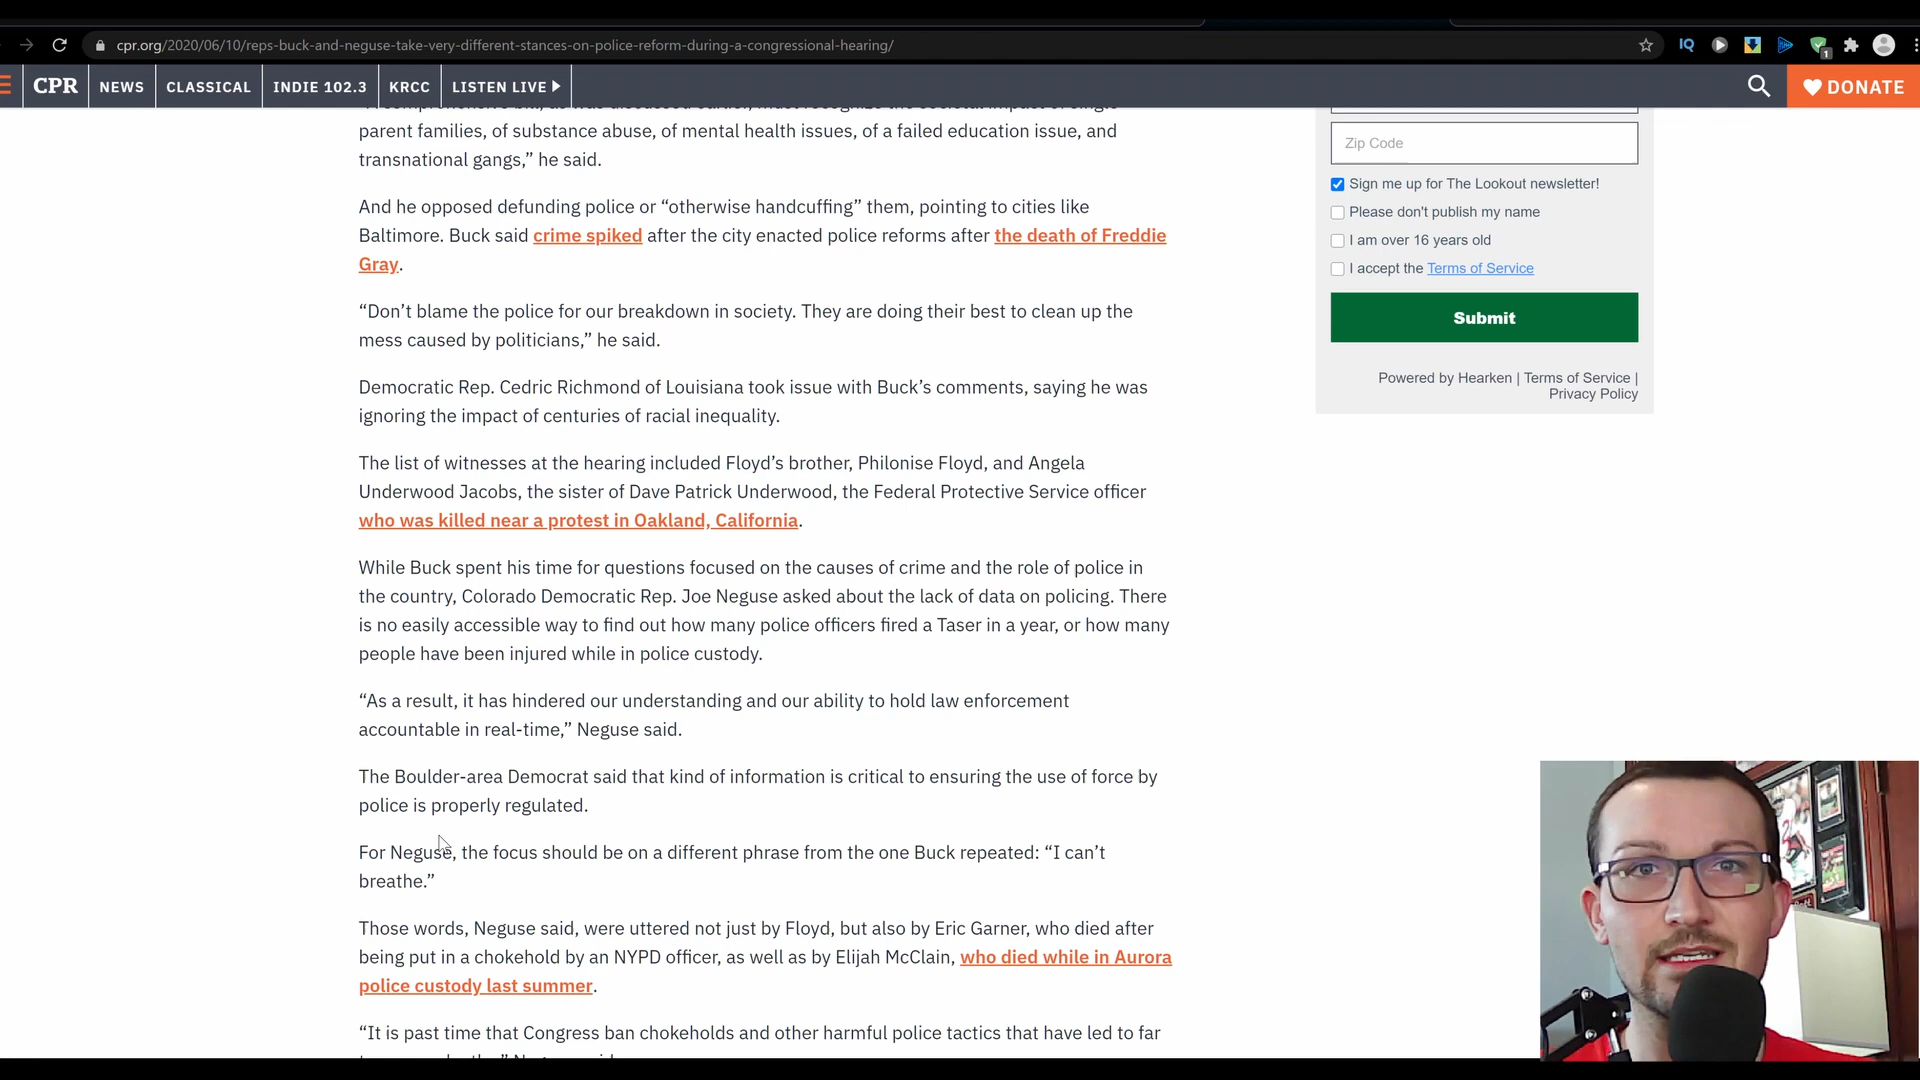 cpr.org/2020/06/10/reps-buck-and-neguse-take-very-different-stances-on-police-reform-during-a-congressional-hearing/
IQ
1
CPR
NEWS
CLASSICAL
INDIE 102.3
KRCC
LISTEN LIVE
DONATE
parent families, of substance abuse, of mental health issues, of a failed education issue, and
transnational gangs,” he said.
And he opposed defunding police or “otherwise handcuffing” them, pointing to cities like
Baltimore. Buck said crime spiked after the city enacted police reforms after the death of Freddie
Gray.
“Don’t blame the police for our breakdown in society. They are doing their best to clean up the
mess caused by politicians,” he said.
Democratic Rep. Cedric Richmond of Louisiana took issue with Buck’s comments, saying he was
ignoring the impact of centuries of racial inequality.
The list of witnesses at the hearing included Floyd’s brother, Philonise Floyd, and Angela
Underwood Jacobs, the sister of Dave Patrick Underwood, the Federal Protective Service officer
who was killed near a protest in Oakland, California.
While Buck spent his time for questions focused on the causes of crime and the role of police in
the country, Colorado Democratic Rep. Joe Neguse asked about the lack of data on policing. There
is no easily accessible way to find out how many police officers fired a Taser in a year, or how many
people have been injured while in police custody.
“As a result, it has hindered our understanding and our ability to hold law enforcement
accountable in real-time,” Neguse said.
The Boulder-area Democrat said that kind of information is critical to ensuring the use of force by
police is properly regulated.
For Neguse, the focus should be on a different phrase from the one Buck repeated: “I can’t
breathe.”
Those words, Neguse said, were uttered not just by Floyd, but also by Eric Garner, who died after
being put in a chokehold by an NYPD officer, as well as by Elijah McClain, who died while in Aurora
police custody last summer.
“It is past time that Congress ban chokeholds and other harmful police tactics that have led to far
Zip Code
Sign me up for The Lookout newsletter!
Please don't publish my name
I am over 16 years old
I accept the Terms of Service
Submit
Powered by Hearken | Terms of Service |
Privacy Policy